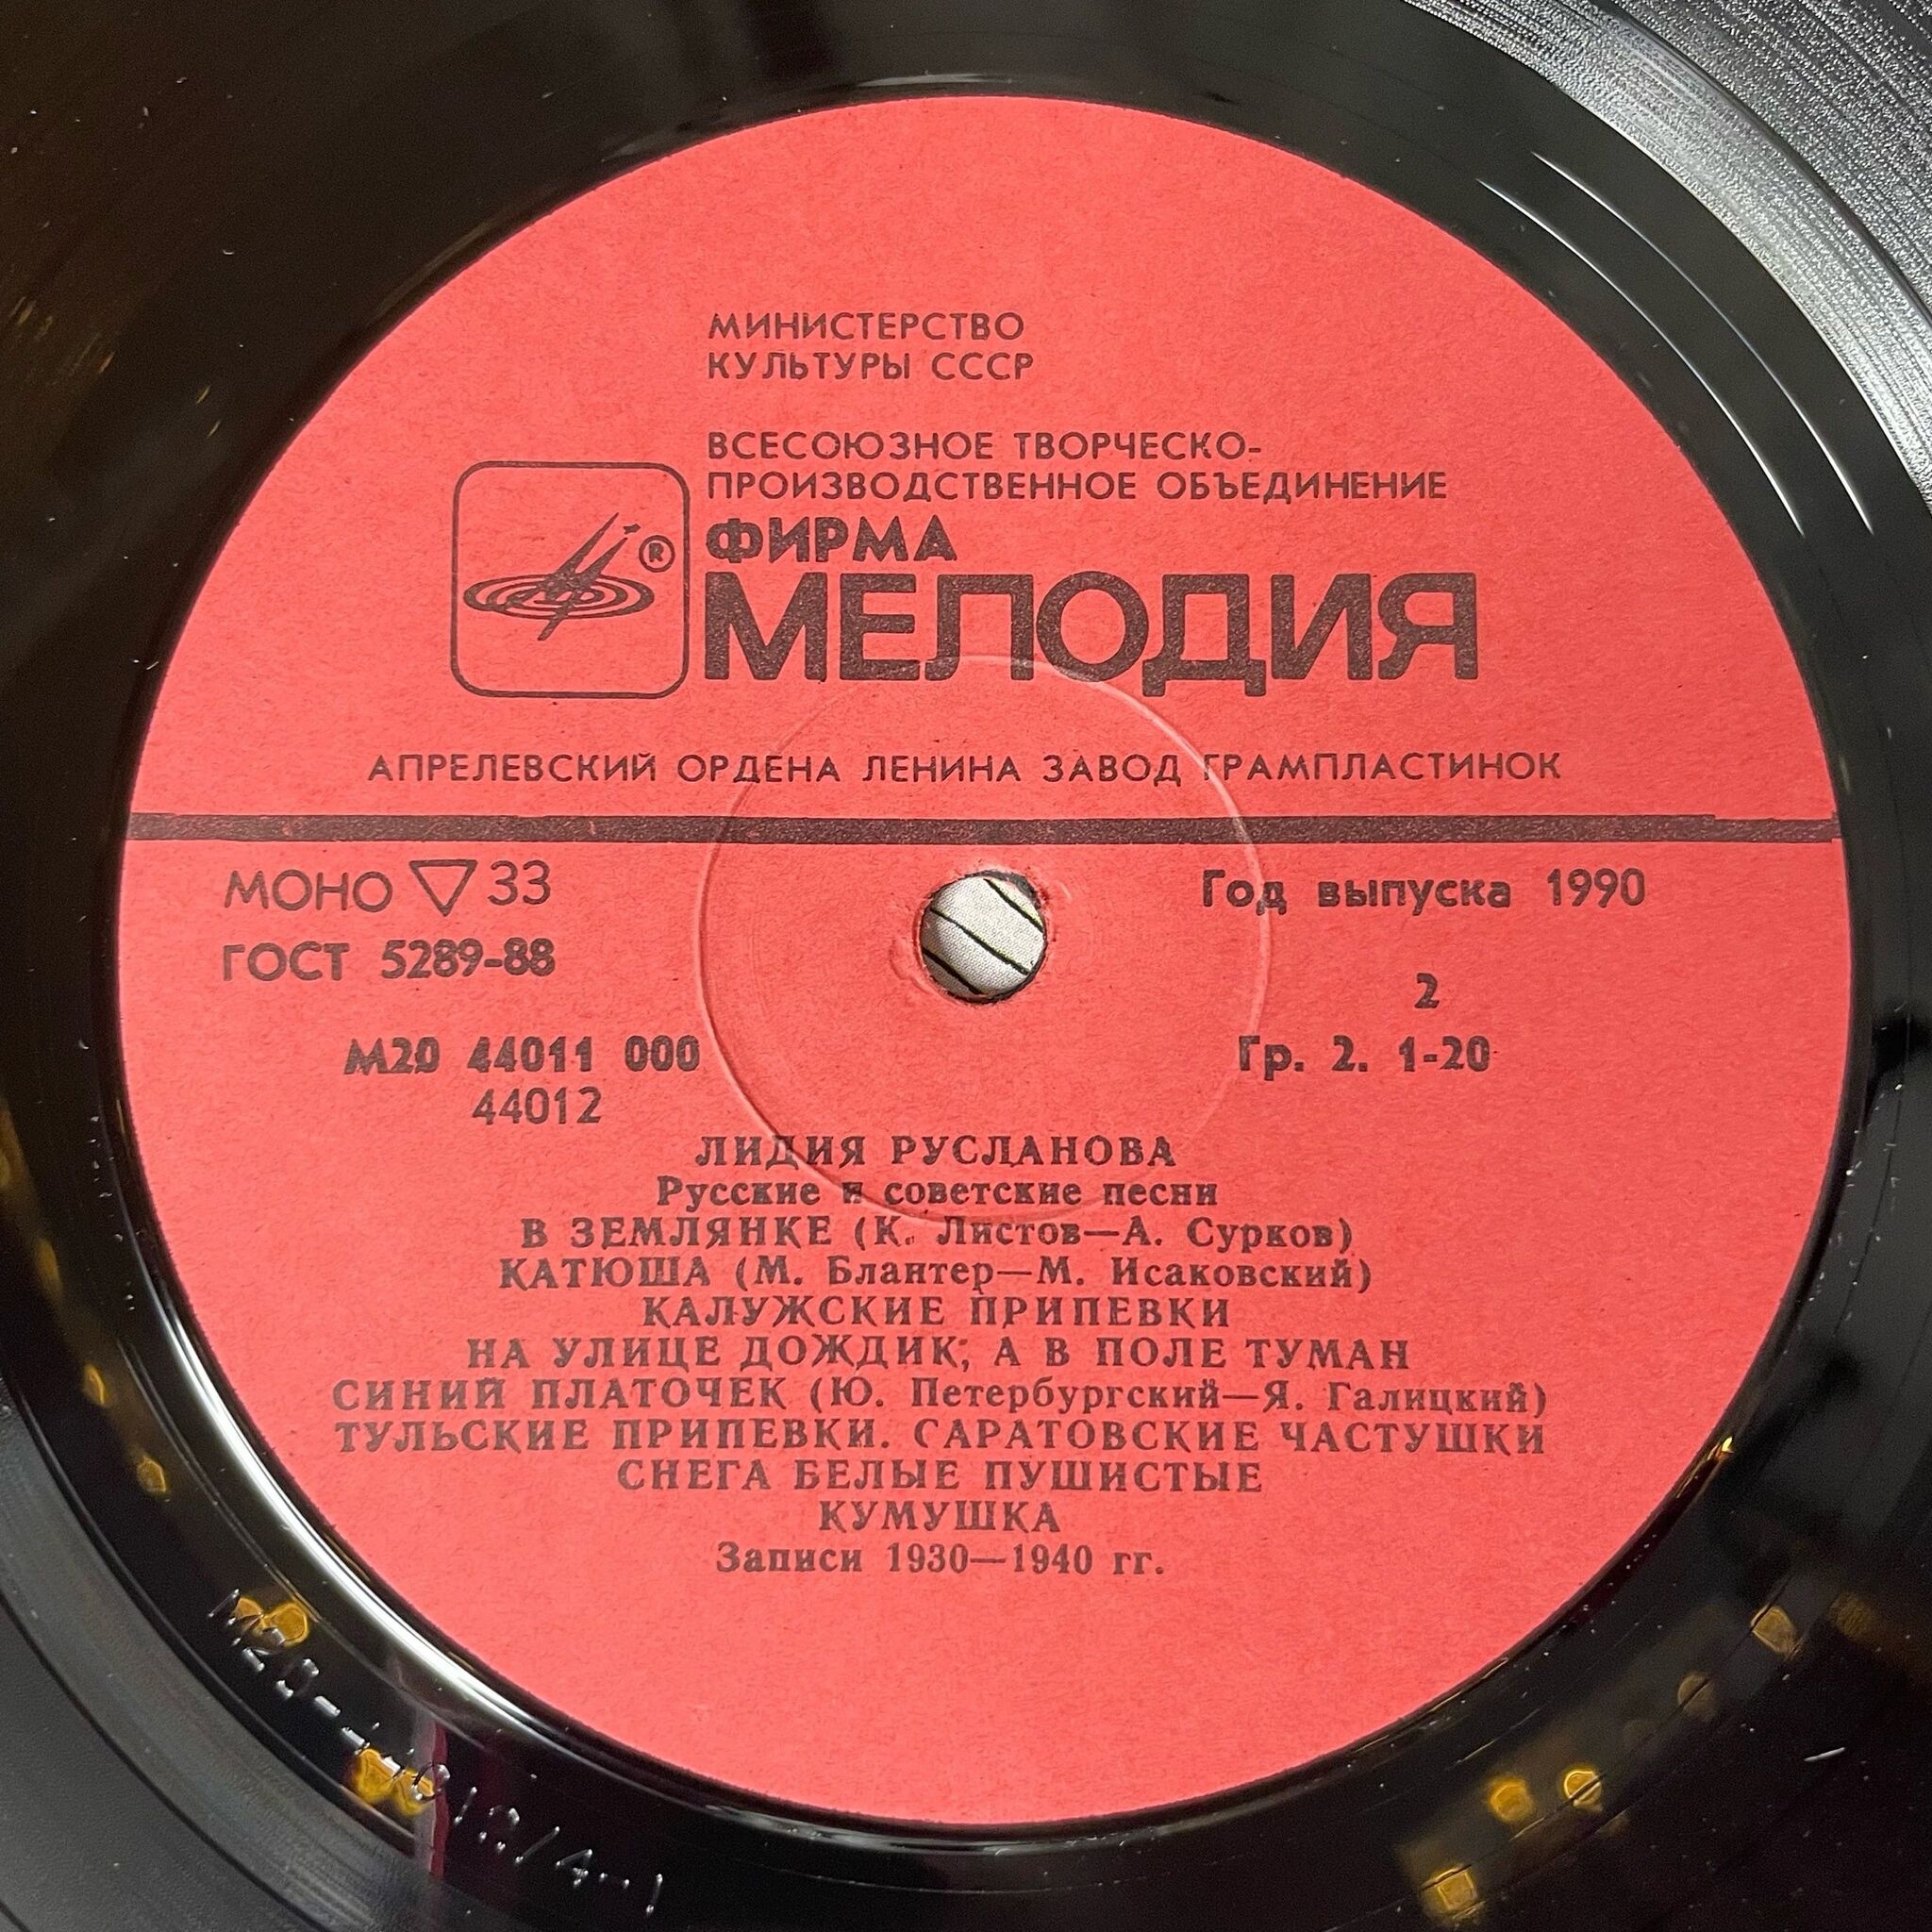 МИНИСТЕРСТВО
КУЛЬТУРЫ СССР
ВСЕСОЮЗНОЕ ТВОРЧЕСКО-
ПРОИЗВОДСТВЕННОЕ ОБЪЕДИНЕНИЕ
® ФИРМА
МЕЛОДИЯ
АПРЕЛЕВСКИЙ ОРДЕНА ЛЕНИНА ЗАВОД ГРАМПЛАСТИНОК
МОНО ▽ 33
Год выпуска 1990
ГОСТ 5289-88
2
М20 44011 000
Гр. 2. 1-20
44012
ЛИДИЯ РУСЛАНОВА
Русские и советские песни
В ЗЕМЛЯНКЕ (К. Листов—А. Сурков)
КАТЮША (М. Блантер—М. Исаковский)
КАЛУЖСКИЕ ПРИПЕВКИ
НА УЛИЦЕ ДОЖДИК; А В ПОЛЕ ТУМАН
СИНИЙ ПЛАТОЧЕК (Ю. Петербургский—Я. Галицкий)
ТУЛЬСКИЕ ПРИПЕВКИ. САРАТОВСКИЕ ЧАСТУШКИ
СНЕГА БЕЛЫЕ ПУШИСТЫЕ
КУМУШКА
Записи 1930—1940 гг.